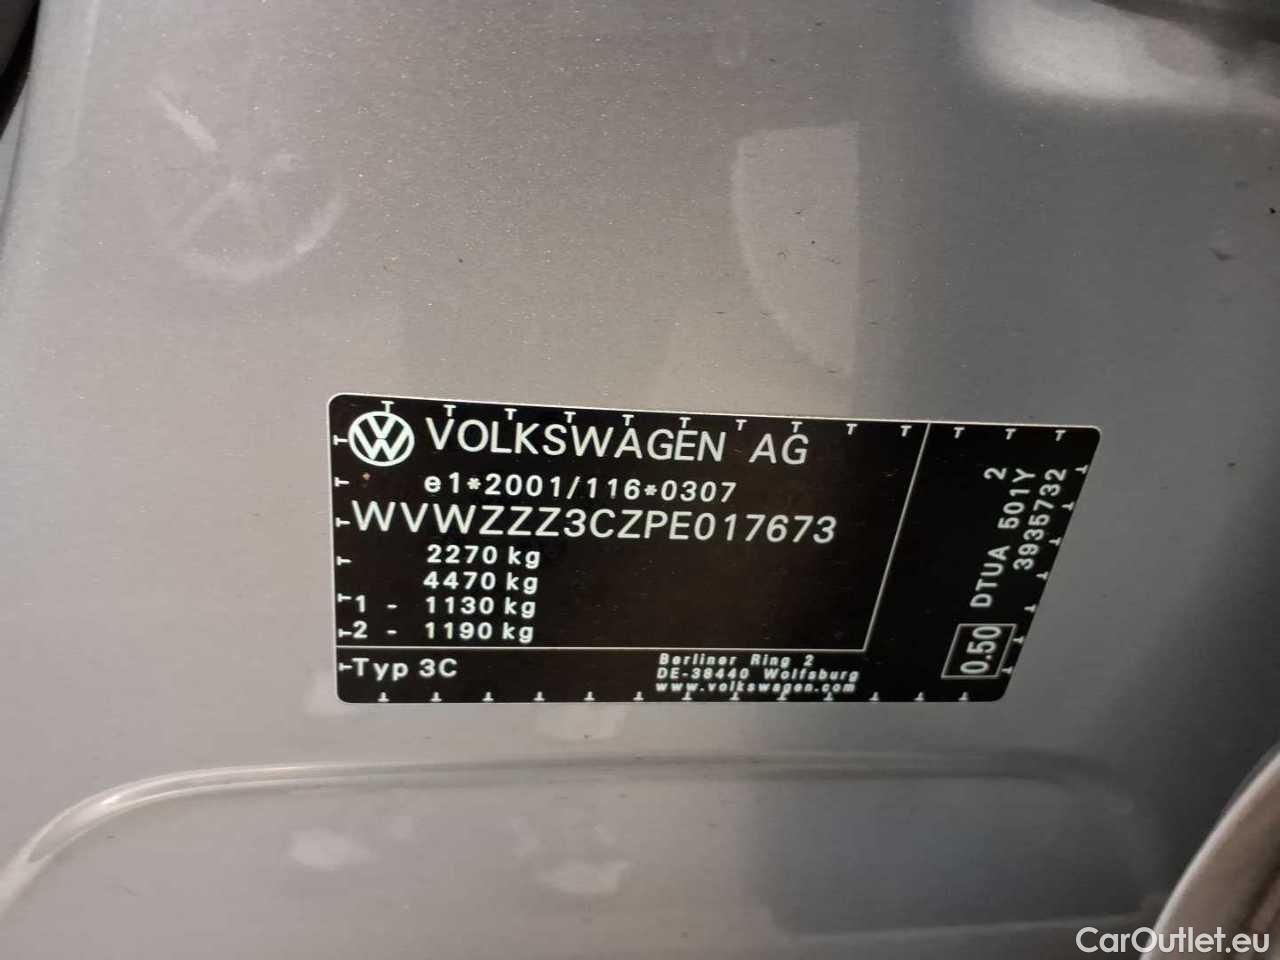 VOLKSWAGEN AG
e1*2001/116*0307
WVWZZZ3CZPE017673
2270 kg
4470 kg
1 - 1130 kg
2 - 1190 kg
Typ 3C
Berliner Ring 2
DE-38440 Wolfsburg
www.volkswagen.com
2
DTUA 501Y
3935732
0.50
CarOutlet.eu